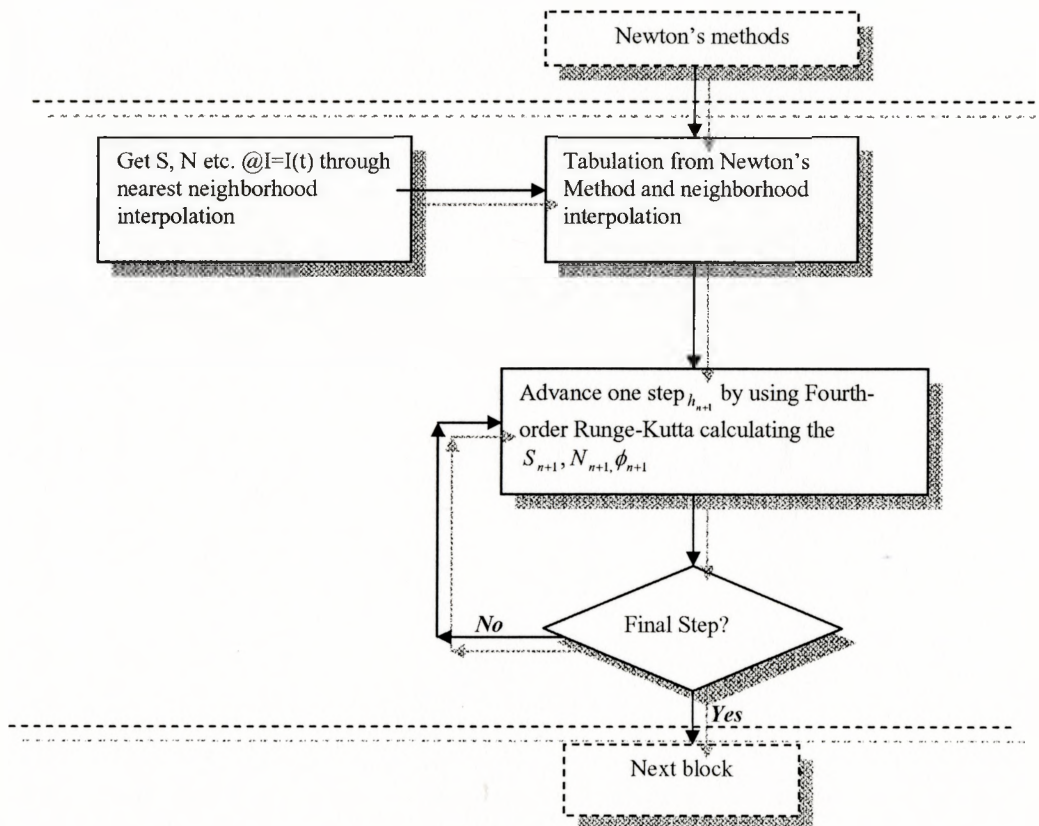 Newton's methods
Get S, N etc. @I=I(t) through
nearest neighborhood
interpolation
Tabulation from Newton's
Method and neighborhood
interpolation
Advance one step h_{n+1} by using Fourth-
order Runge-Kutta calculating the
S_{n+1}, N_{n+1,} ϕ_{n+1}
Final Step?
No
Yes
Next block